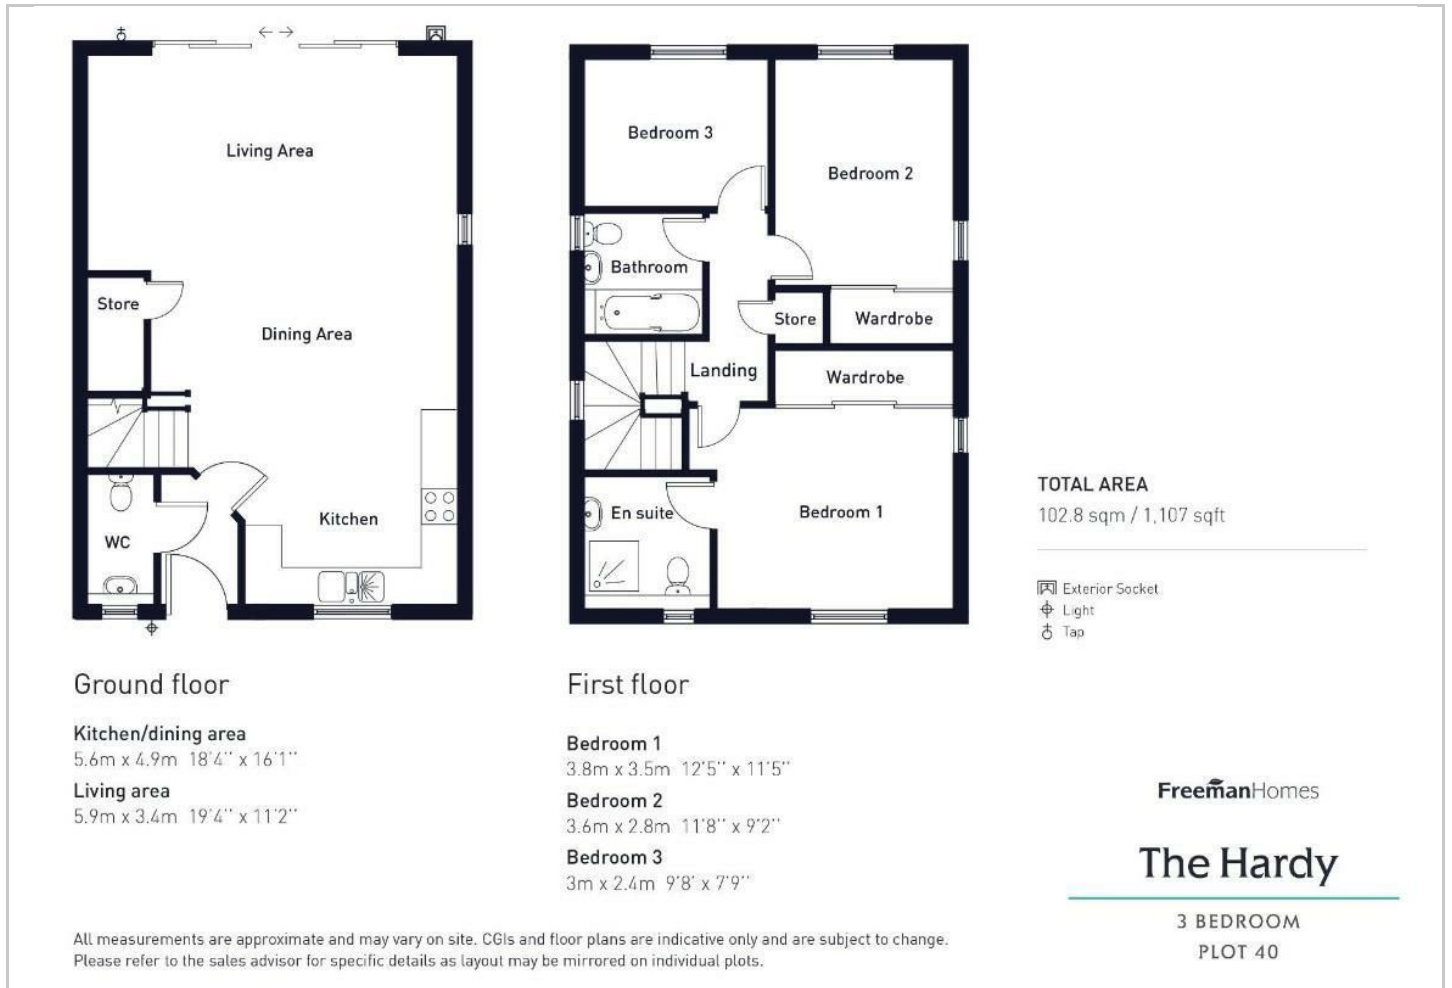 Living Area
Store
Dining Area
Kitchen
WC
Bedroom 3
Bedroom 2
Bathroom
Store
Wardrobe
Landing
Wardrobe
En suite
Bedroom 1
TOTAL AREA
102.8 sqm / 1,107 sqft
Exterior Socket
Light
Tap
Ground floor
Kitchen/dining area
5.6m x 4.9m 18'4'' x 16'1''
Living area
5.9m x 3.4m 19'4'' x 11'2''
First floor
Bedroom 1
3.8m x 3.5m 12'5'' x 11'5''
Bedroom 2
3.6m x 2.8m 11'8'' x 9'2''
Bedroom 3
3m x 2.4m 9'8' x 7'9''
FreemanHomes
The Hardy
3 BEDROOM
PLOT 40
All measurements are approximate and may vary on site. CGIs and floor plans are indicative only and are subject to change.
Please refer to the sales advisor for specific details as layout may be mirrored on individual plots.